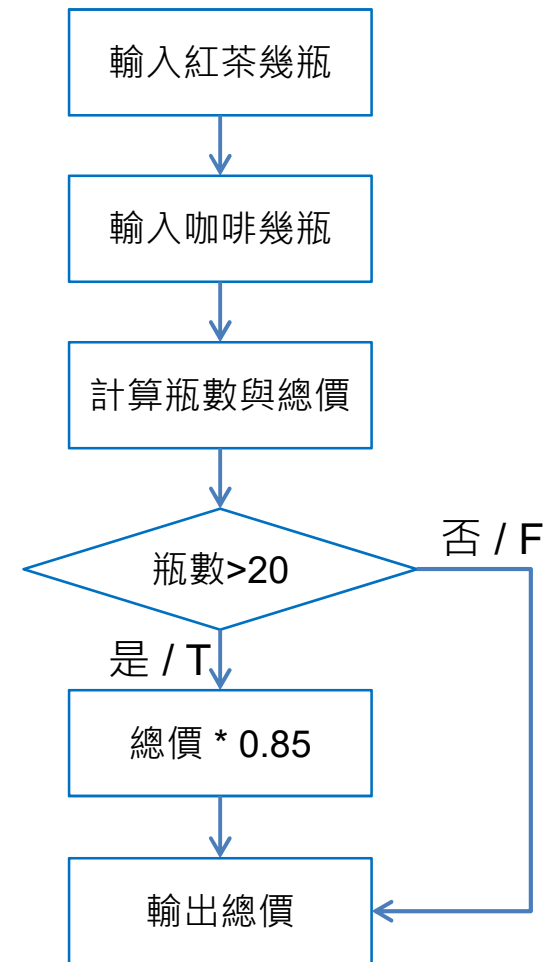 輸入紅茶幾瓶
輸入咖啡幾瓶
計算瓶數與總價
瓶數>20
否 / F
是 / T
總價 * 0.85
輸出總價